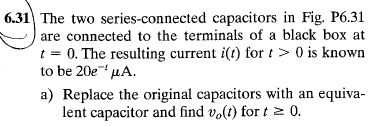 6.31 The two series-connected capacitors in Fig. P6.31
are connected to the terminals of a black box at
t = 0. The resulting current i(t) for t > 0 is known
to be 20e⁻ᵗ μA.
a) Replace the original capacitors with an equiva-
lent capacitor and find vₒ(t) for t ≥ 0.